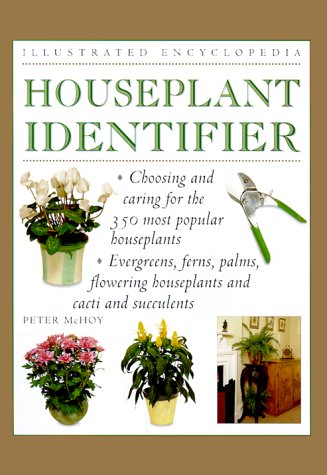 ILLUSTRATED ENCYCLOPEDIA
HOUSEPLANT
IDENTIFIER
♦ Choosing and
caring for the
350 most popular
houseplants
♦ Evergreens, ferns, palms,
flowering houseplants and
cacti and succulents
PETER McHOY